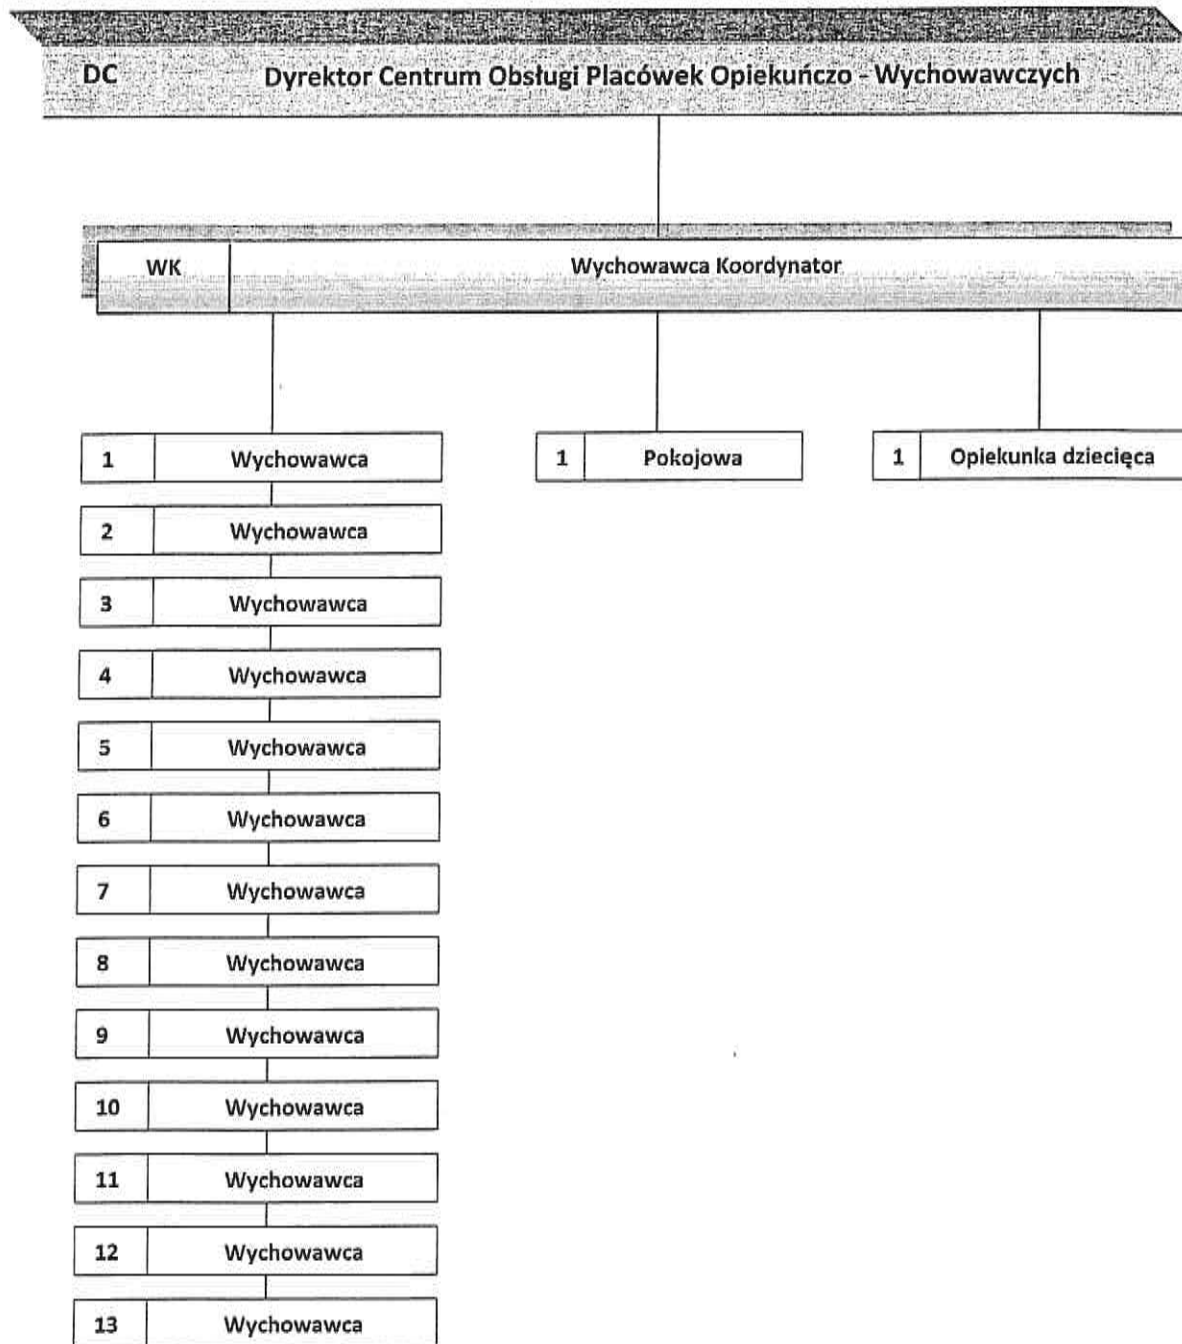 DC Dyrektor Centrum Obsługi Placówek Opiekuńczo - Wychowawczych
WK Wychowawca Koordynator
1 Wychowawca
1 Pokojowa
1 Opiekunka dziecięca
2 Wychowawca
3 Wychowawca
4 Wychowawca
5 Wychowawca
6 Wychowawca
7 Wychowawca
8 Wychowawca
9 Wychowawca
10 Wychowawca
11 Wychowawca
12 Wychowawca
13 Wychowawca